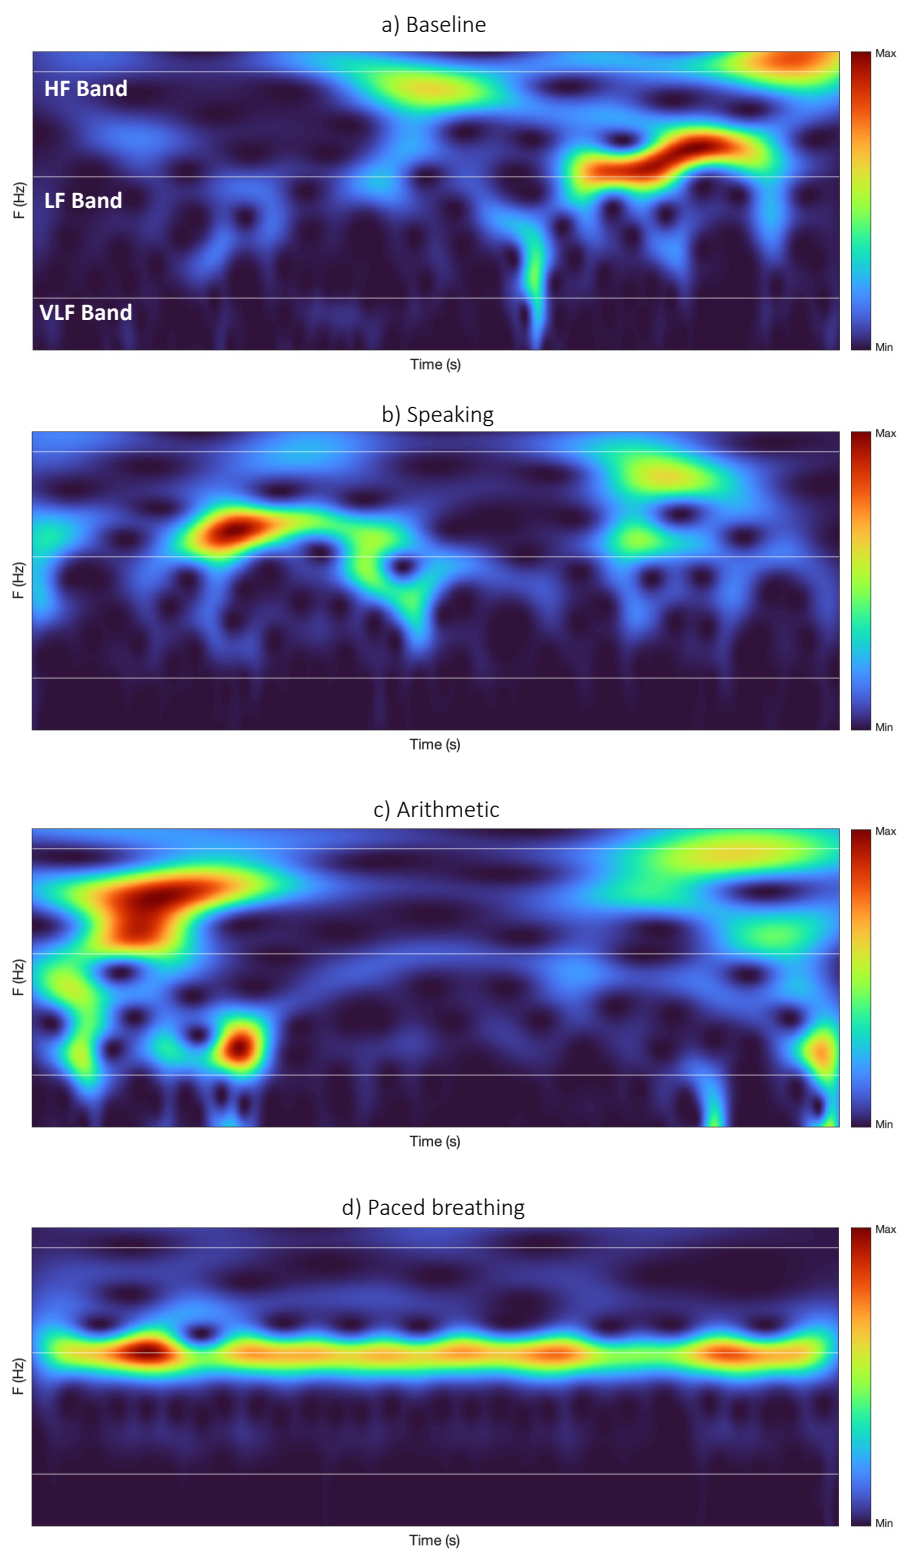 a) Baseline
Max
HF Band
F (Hz)
LF Band
VLF Band
Min
Time (s)
b) Speaking
Max
F (Hz)
Min
Time (s)
c) Arithmetic
Max
F (Hz)
Min
Time (s)
d) Paced breathing
Max
F (Hz)
Min
Time (s)